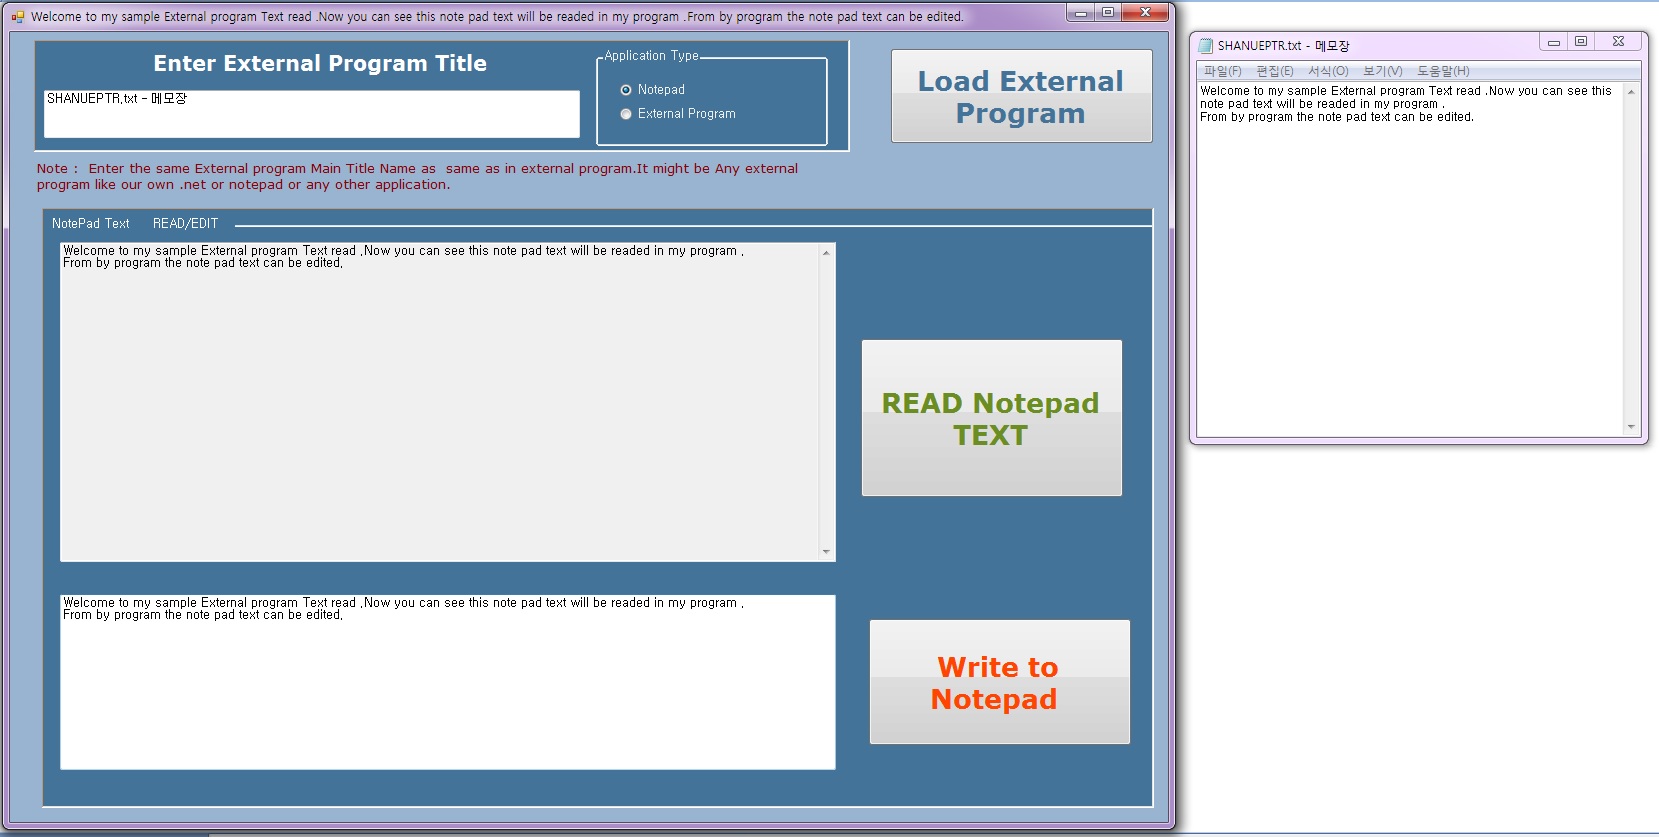 Welcome to my sample External program Text read .Now you can see this note pad text will be readed in my program .From by program the note pad text can be edited.
Enter External Program Title
SHANUEPTR.txt - 메모장
Application Type
Notepad
External Program
Load External
Program
Note :  Enter the same External program Main Title Name as  same as in external program.It might be Any external
program like our own .net or notepad or any other application.
NotePad Text READ/EDIT
Welcome to my sample External program Text read .Now you can see this note pad text will be readed in my program .
From by program the note pad text can be edited.
READ Notepad
TEXT
Welcome to my sample External program Text read .Now you can see this note pad text will be readed in my program .
From by program the note pad text can be edited.
Write to
Notepad
SHANUEPTR.txt - 메모장
파일(F) 편집(E) 서식(O) 보기(V) 도움말(H)
Welcome to my sample External program Text read .Now you can see this
note pad text will be readed in my program .
From by program the note pad text can be edited.